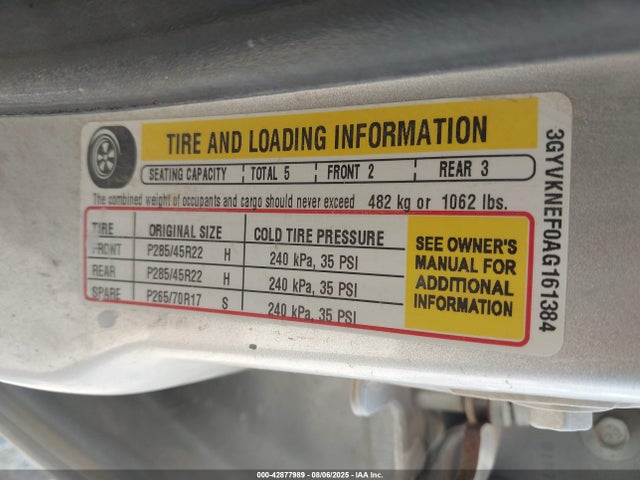 TIRE AND LOADING INFORMATION
SEATING CAPACITY TOTAL 5 FRONT 2 REAR 3
The combined weight of occupants and cargo should never exceed 482 kg or 1062 lbs.
TIRE ORIGINAL SIZE COLD TIRE PRESSURE
FRONT P285/45R22 H 240 kPa, 35 PSI
REAR P285/45R22 H 240 kPa, 35 PSI
SPARE P265/70R17 S 240 kPa, 35 PSI
SEE OWNER'S
MANUAL FOR
ADDITIONAL
INFORMATION
3GYVKNEF0AG161384
000-42877989 - 08/06/2025 - IAA Inc.